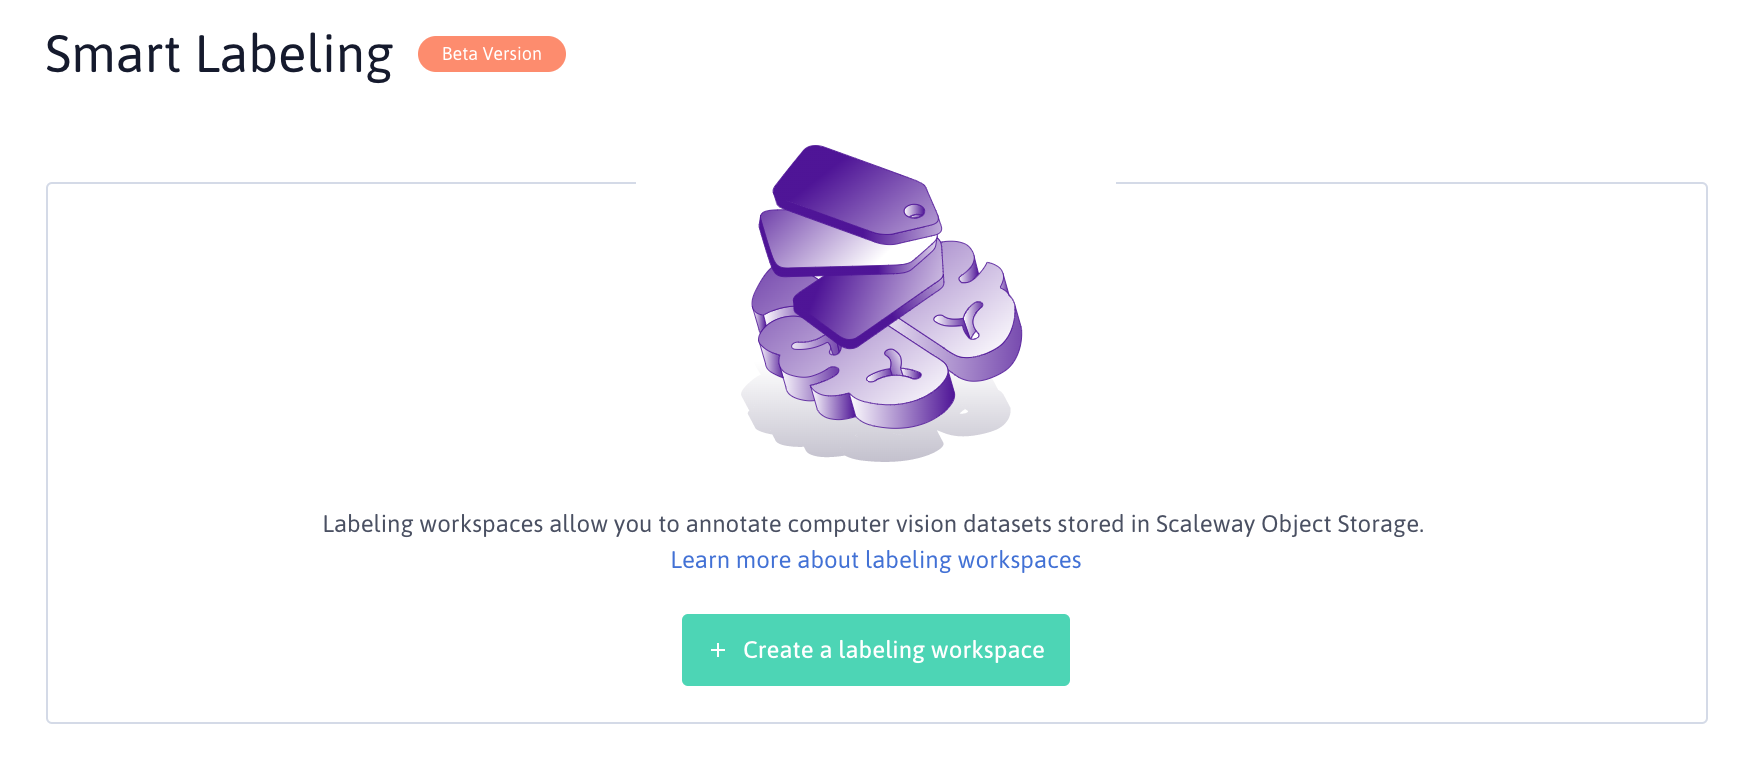 Smart Labeling
Beta Version
Labeling workspaces allow you to annotate computer vision datasets stored in Scaleway Object Storage.
Learn more about labeling workspaces
+ Create a labeling workspace